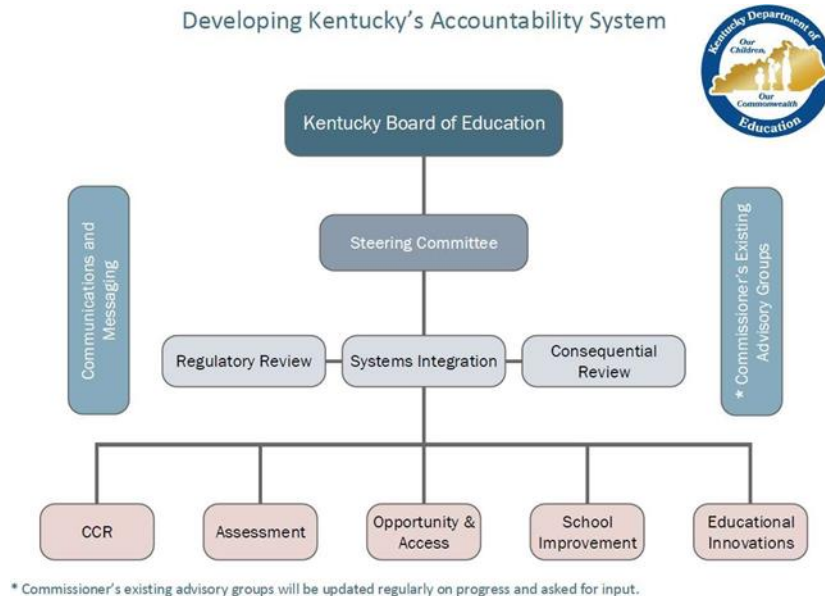 Developing Kentucky's Accountability System
Kentucky Department of
Our
Children,
Our
Commonwealth
Education
Kentucky Board of Education
Communications and
Messaging
Steering Committee
* Commissioner's Existing
Advisory Groups
Regulatory Review
Systems Integration
Consequential
Review
CCR
Assessment
Opportunity &
Access
School
Improvement
Educational
Innovations
* Commissioner's existing advisory groups will be updated regularly on progress and asked for input.